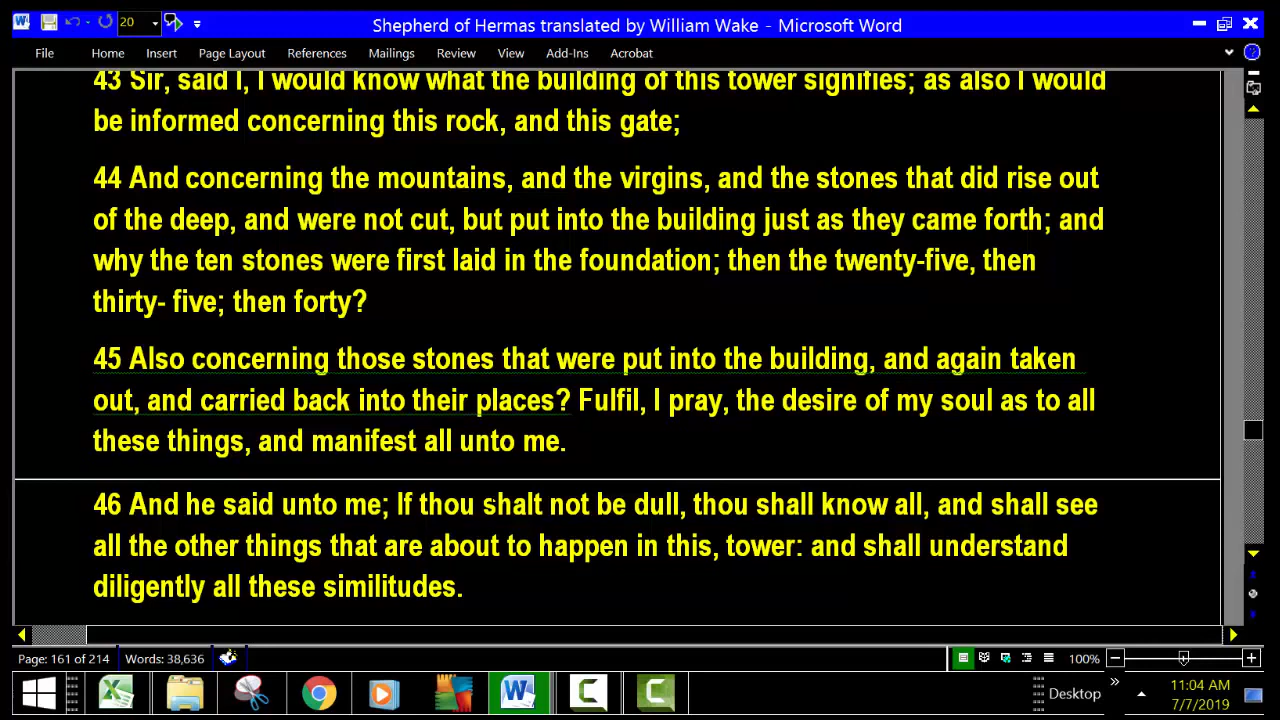 20
Shepherd of Hermas translated by William Wake - Microsoft Word
File Home Insert Page Layout References Mailings Review View Add-Ins Acrobat
43 Sir, said I, I would know what the building of this tower signifies; as also I would
be informed concerning this rock, and this gate;
44 And concerning the mountains, and the virgins, and the stones that did rise out
of the deep, and were not cut, but put into the building just as they came forth; and
why the ten stones were first laid in the foundation; then the twenty-five, then
thirty- five; then forty?
45 Also concerning those stones that were put into the building, and again taken
out, and carried back into their places? Fulfil, I pray, the desire of my soul as to all
these things, and manifest all unto me.
46 And he said unto me; If thou shalt not be dull, thou shall know all, and shall see
all the other things that are about to happen in this, tower: and shall understand
diligently all these similitudes.
Page: 161 of 214 Words: 38,636 100%
Desktop
11:04 AM
7/7/2019